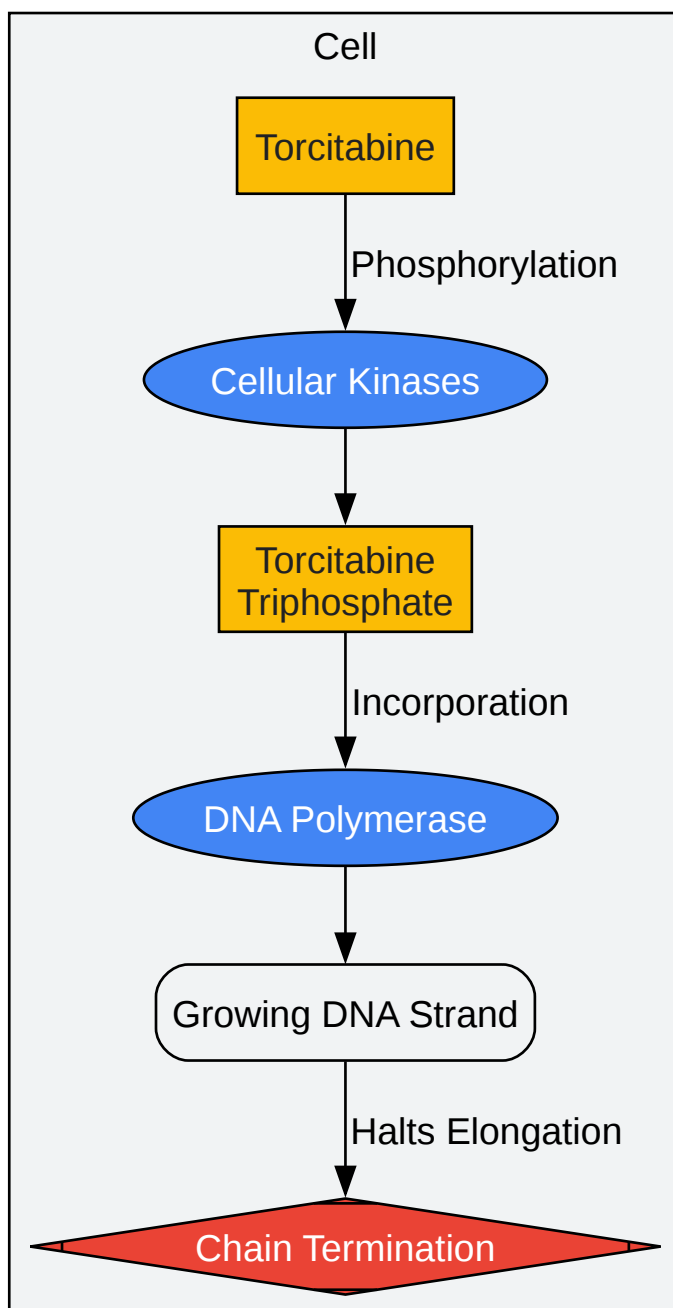 Cell
Torcitabine
Phosphorylation
Cellular Kinases
Torcitabine
Triphosphate
Incorporation
DNA Polymerase
Growing DNA Strand
Halts Elongation
Chain Termination